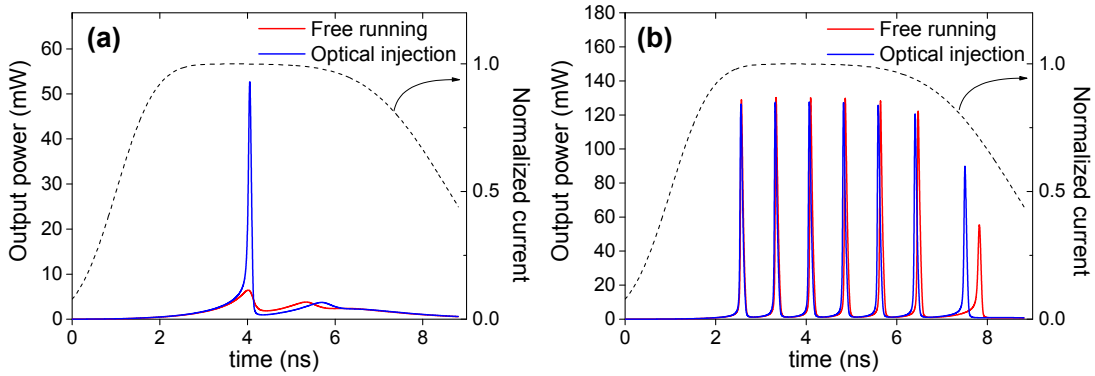 (a)
Free running
Optical injection
Output power (mW)
60
50
40
30
20
10
0
0 2 4 6 8
time (ns)
1.0
0.5
0.0
Normalized current
(b)
Free running
Optical injection
Output power (mW)
180
160
140
120
100
80
60
40
20
0
0 2 4 6 8
time (ns)
1.0
0.5
0.0
Normalized current